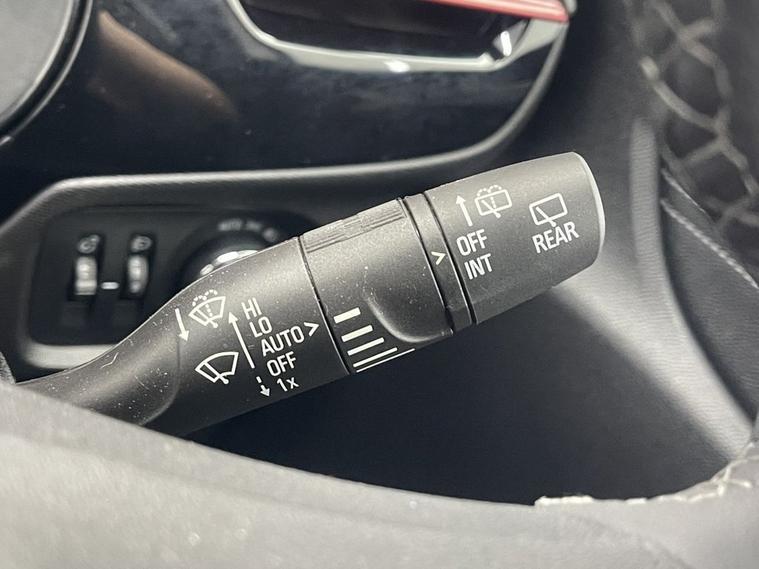 HI
LO
AUTO >
OFF
1x
>
OFF
INT
REAR